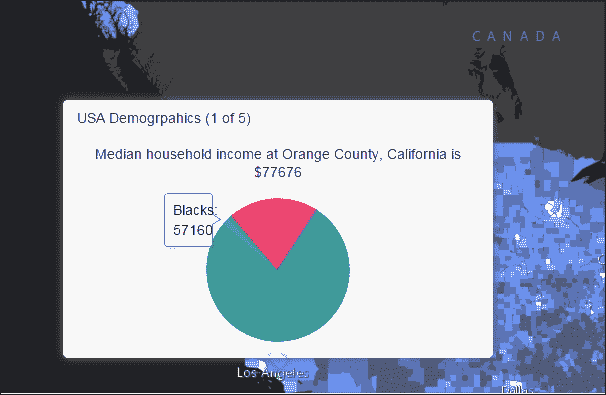 CANADA
USA Demogrpahics (1 of 5)
Median household income at Orange County, California is
$77676
Blacks:
57160
Los Angeles
Dallas